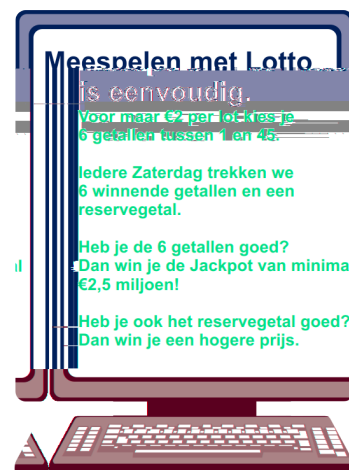 Meespelen met Lotto
is eenvoudig.
Voor maar €2 per lot kies je
6 getallen tussen 1 en 45.
Iedere Zaterdag trekken we
6 winnende getallen en een
reservegetal.
Heb je de 6 getallen goed?
Dan win je de Jackpot van minima
€2,5 miljoen!
Heb je ook het reservegetal goed?
Dan win je een hogere prijs.